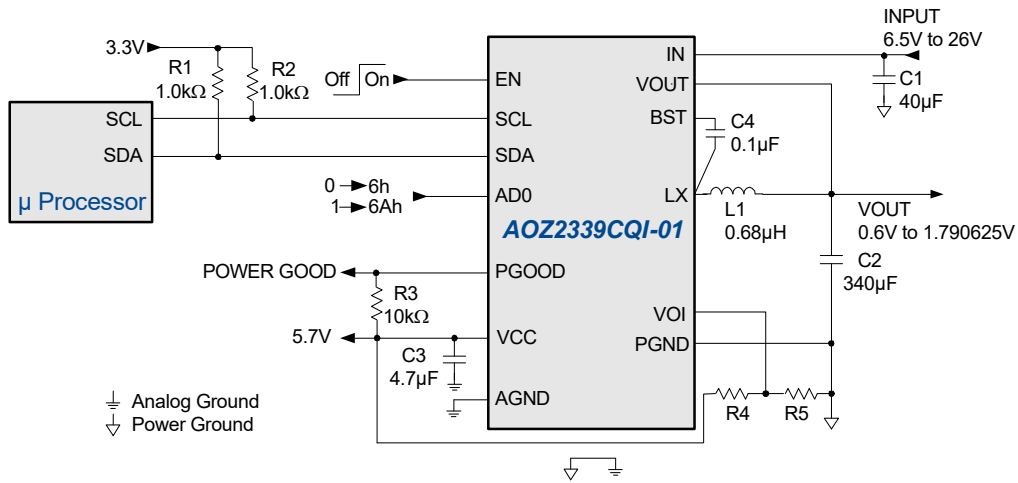 INPUT
6.5V to 26V
3.3V
R1
1.0kΩ
R2
1.0kΩ
Off
On
EN
IN
VOUT
C1
40µF
SCL
SCL
BST
C4
0.1µF
SDA
SDA
µ Processor
0
6h
1
6Ah
AD0
LX
L1
0.68µH
AOZ2339CQI-01
VOUT
0.6V to 1.790625V
C2
340µF
POWER GOOD
PGOOD
R3
10kΩ
VOI
5.7V
VCC
PGND
C3
4.7µF
AGND
R4
R5
Analog Ground
Power Ground